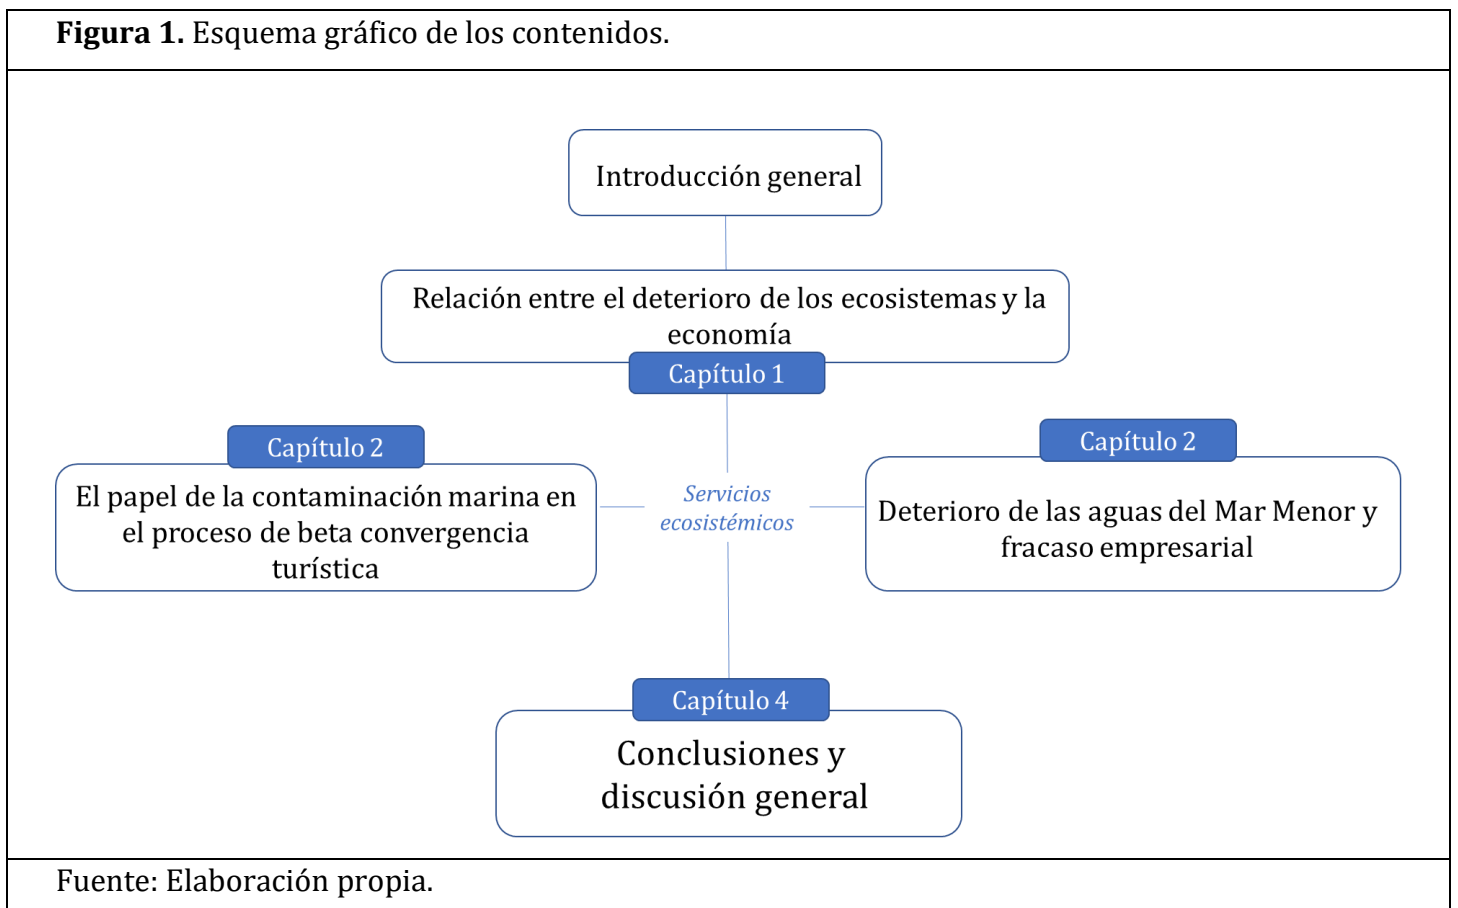 Figura 1. Esquema gráfico de los contenidos.
Introducción general
Relación entre el deterioro de los ecosistemas y la
economía
Capítulo 1
Capítulo 2
El papel de la contaminación marina en
el proceso de beta convergencia
turística
Servicios
ecosistémicos
Capítulo 2
Deterioro de las aguas del Mar Menor y
fracaso empresarial
Capítulo 4
Conclusiones y
discusión general
Fuente: Elaboración propia.